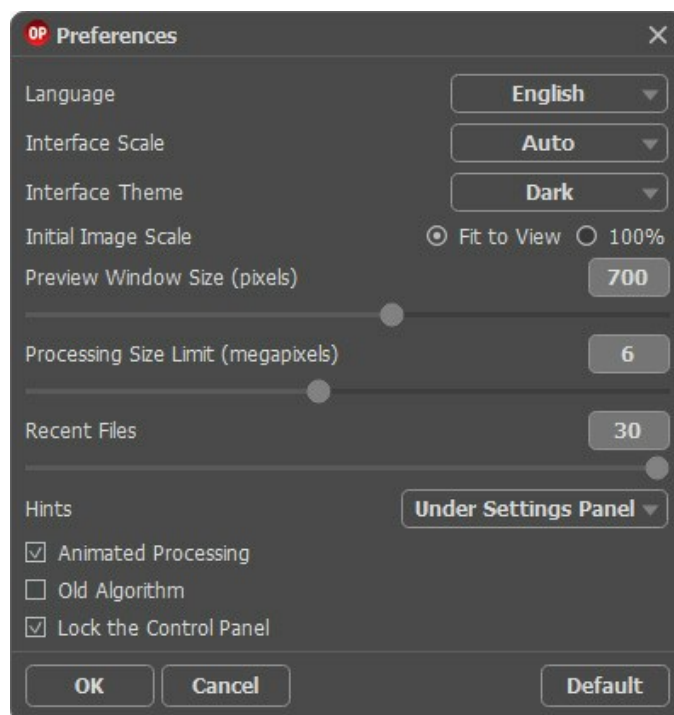 OP Preferences
Language English
Interface Scale Auto
Interface Theme Dark
Initial Image Scale Fit to View 100%
Preview Window Size (pixels) 700
Processing Size Limit (megapixels) 6
Recent Files 30
Hints Under Settings Panel
Animated Processing
Old Algorithm
Lock the Control Panel
OK Cancel Default